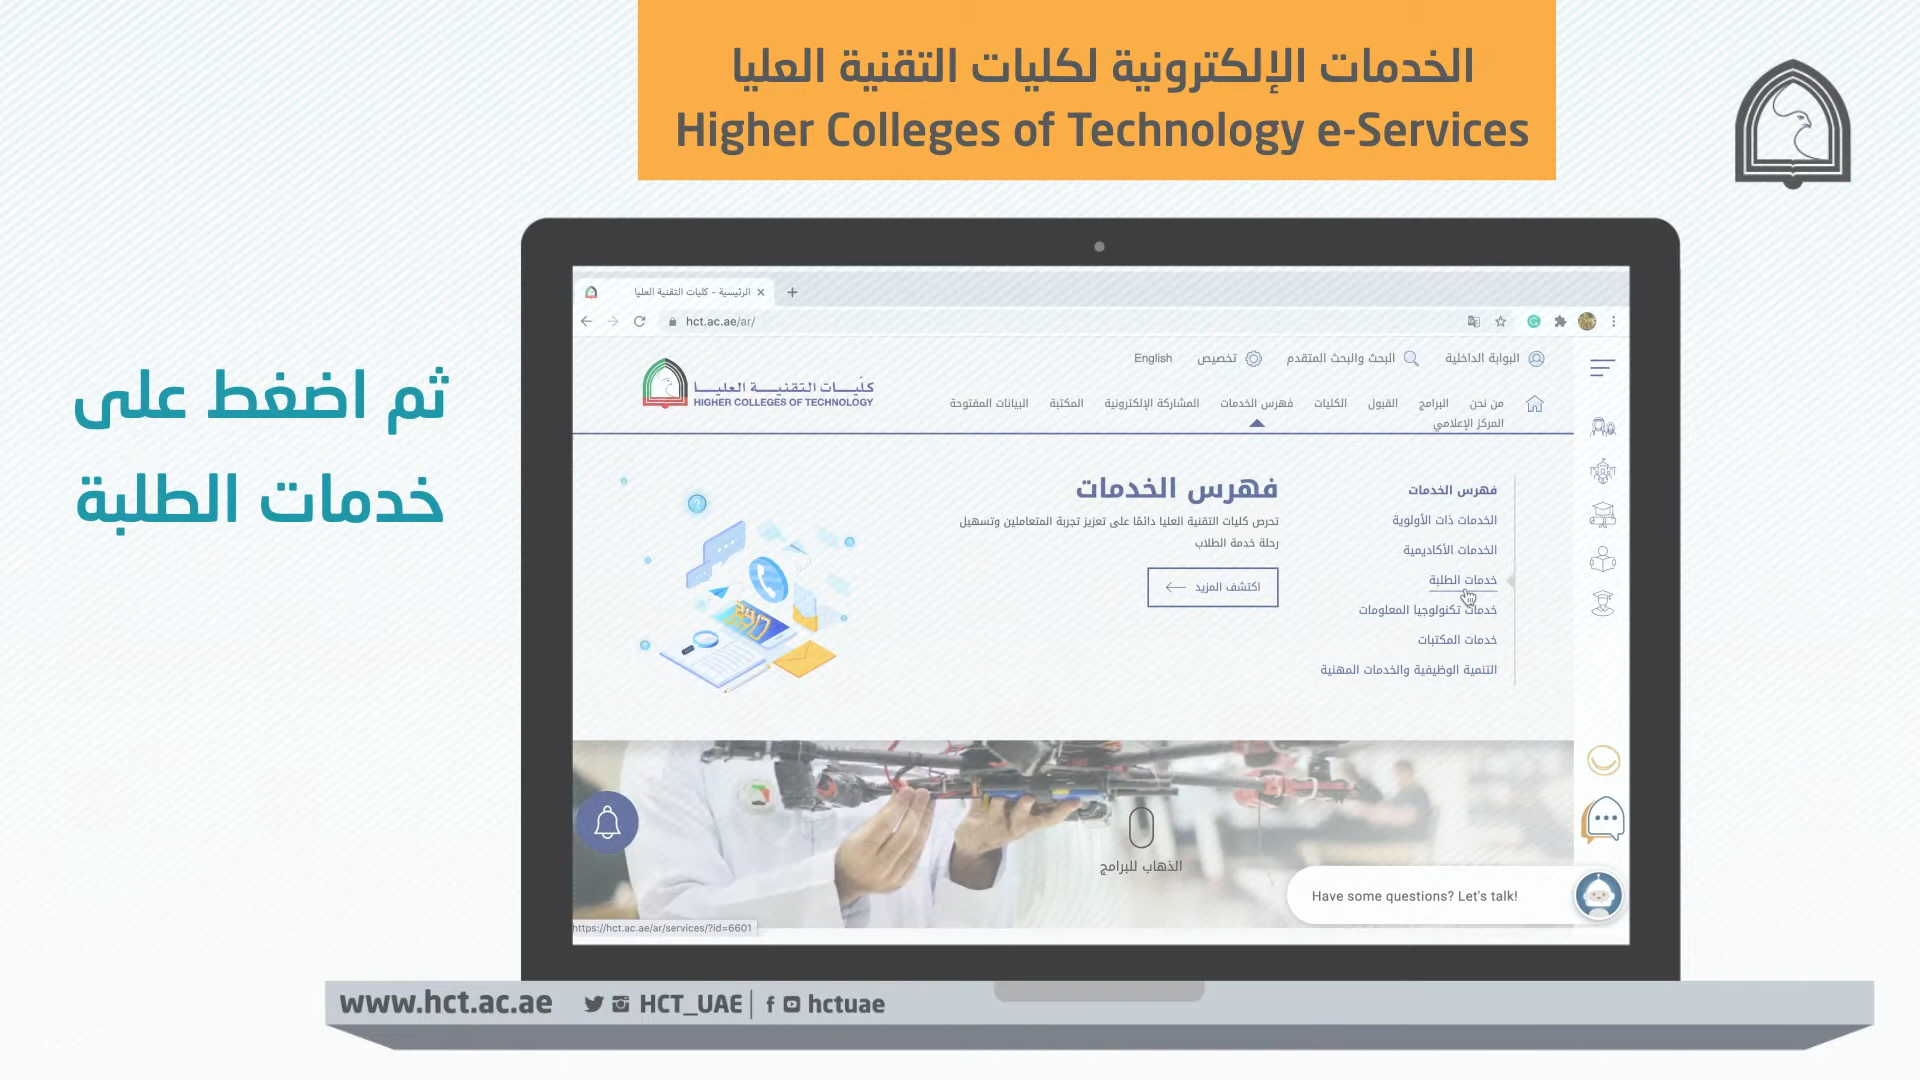 الخدمات الإلكترونية لكليات التقنية العليا
Higher Colleges of Technology e-Services
ثم اضغط على
خدمات الطلبة
الرئيسية - كليات التقنية العليا
hct.ac.ae/ar/
البوابة الداخلية
البحث والبحث المتقدم
تخصيص
English
كليـــات التـقـنـيـــة العـليـــا
HIGHER COLLEGES OF TECHNOLOGY
من نحن البرامج القبول الكليات فهرس الخدمات المشاركة الإلكترونية المكتبة البيانات المفتوحة
المركز الإعلامي
فهرس الخدمات
الخدمات ذات الأولوية
الخدمات الأكاديمية
خدمات الطلبة
خدمات تكنولوجيا المعلومات
خدمات المكتبات
التنمية الوظيفية والخدمات المهنية
فهرس الخدمات
تحرص كليات التقنية العليا دائمًا على تعزيز تجربة المتعاملين وتسهيل
رحلة خدمة الطلاب
اكتشف المزيد
24/7
الذهاب للبرامج
Have some questions? Let's talk!
https://hct.ac.ae/ar/services/?id=6601
www.hct.ac.ae HCT_UAE | hctuae